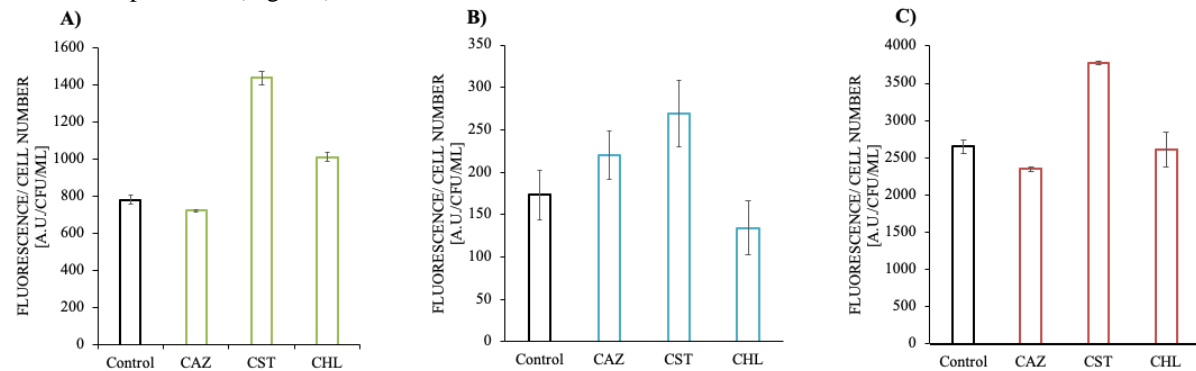 A)
FLUORESCENCE/ CELL NUMBER
[A.U./CFU/ML]
1600
1400
1200
1000
800
600
400
200
0
Control CAZ CST CHL
B)
FLUORESCENCE/ CELL NUMBER
[A.U./CFU/ML]
350
300
250
200
150
100
50
0
Control CAZ CST CHL
C)
FLUORESCENCE/ CELL NUMBER
[A.U./CFU/ML]
4000
3500
3000
2500
2000
1500
1000
500
0
Control CAZ CST CHL